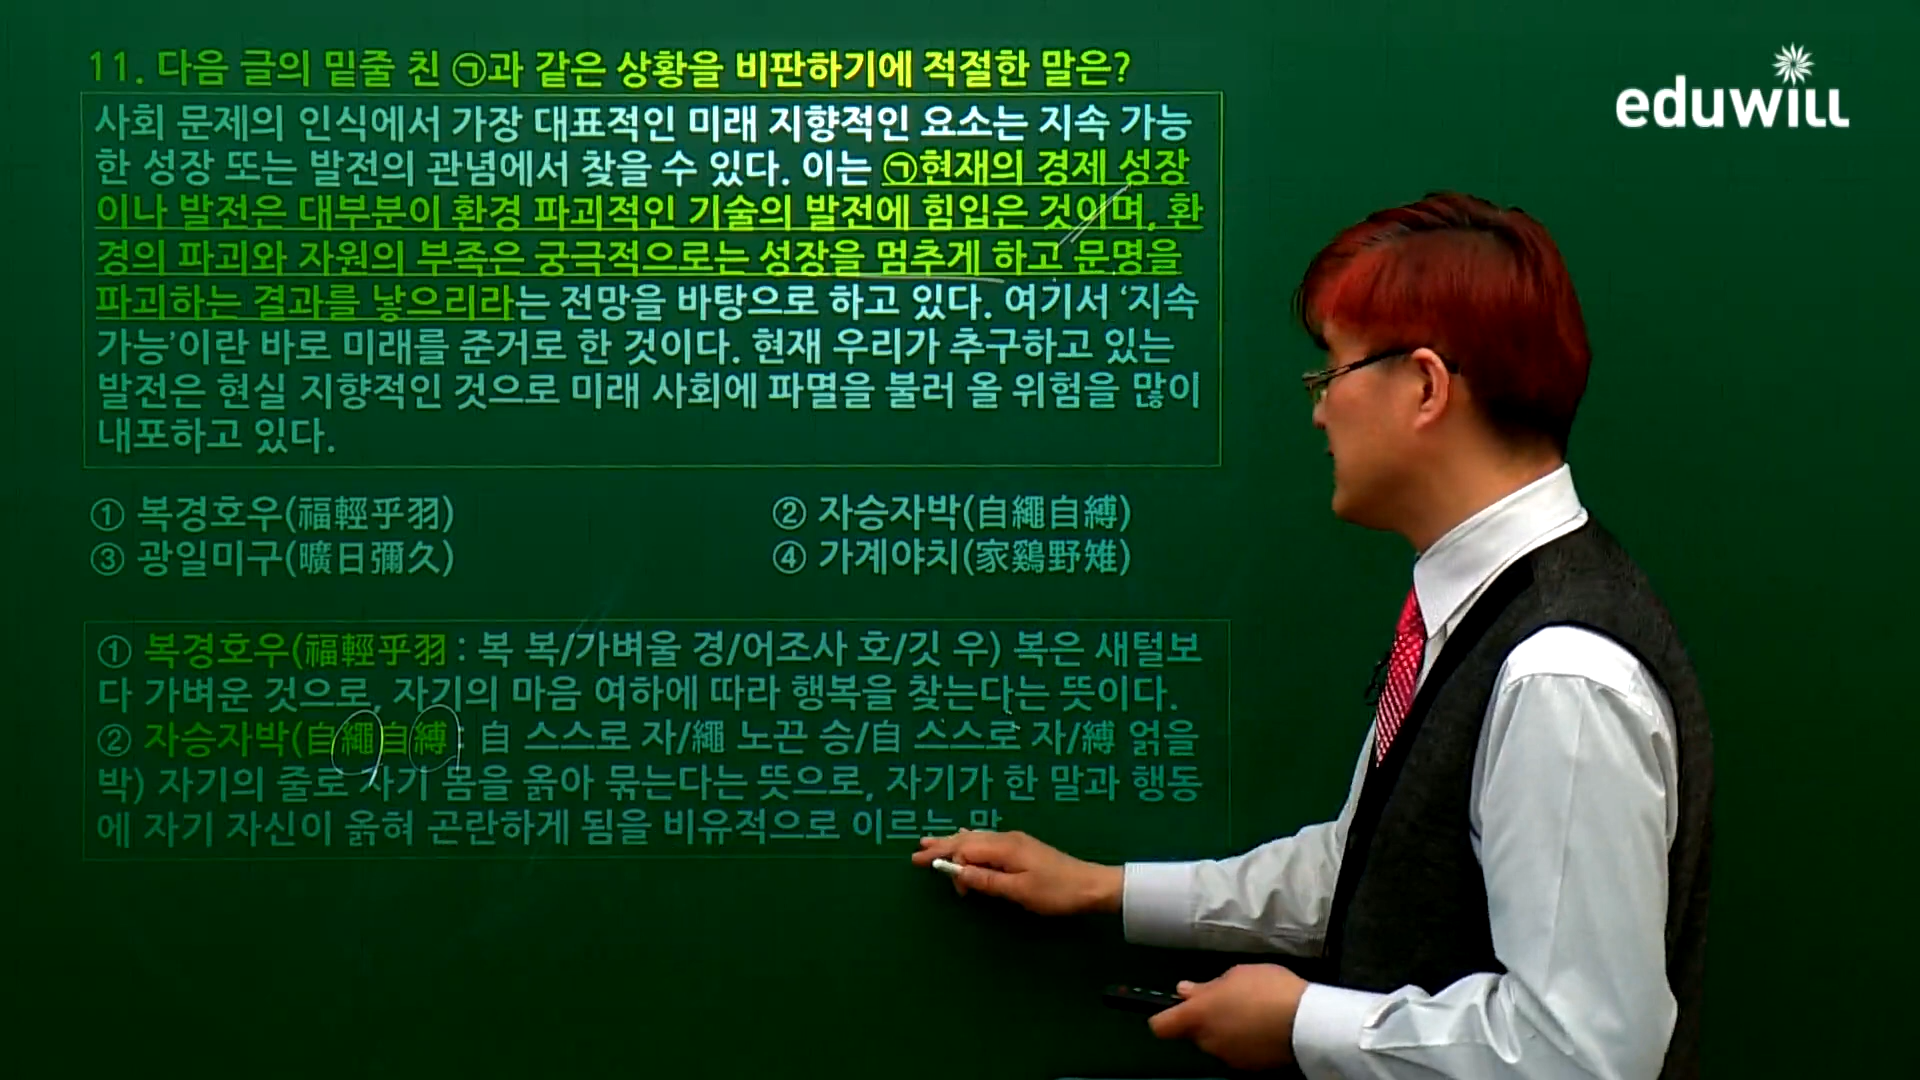 11. 다음 글의 밑줄 친 ㉠과 같은 상황을 비판하기에 적절한 말은?
eduwill
사회 문제의 인식에서 가장 대표적인 미래 지향적인 요소는 지속 가능
한 성장 또는 발전의 관념에서 찾을 수 있다. 이는 ㉠현재의 경제 성장
이나 발전은 대부분이 환경 파괴적인 기술의 발전에 힘입은 것이며, 환
경의 파괴와 자원의 부족은 궁극적으로는 성장을 멈추게 하고 문명을
파괴하는 결과를 낳으리라는 전망을 바탕으로 하고 있다. 여기서 ‘지속
가능’이란 바로 미래를 준거로 한 것이다. 현재 우리가 추구하고 있는
발전은 현실 지향적인 것으로 미래 사회에 파멸을 불러 올 위험을 많이
내포하고 있다.
① 복경호우(福輕乎羽) ② 자승자박(自繩自縛)
③ 광일미구(曠日彌久) ④ 가계야치(家鷄野雉)
① 복경호우(福輕乎羽 : 복 복/가벼울 경/어조사 호/깃 우) 복은 새털보
다 가벼운 것으로, 자기의 마음 여하에 따라 행복을 찾는다는 뜻이다.
② 자승자박(自繩自縛 : 自 스스로 자/繩 노끈 승/自 스스로 자/縛 얽을
박) 자기의 줄로 자기 몸을 옭아 묶는다는 뜻으로, 자기가 한 말과 행동
에 자기 자신이 옭혀 곤란하게 됨을 비유적으로 이르는 말